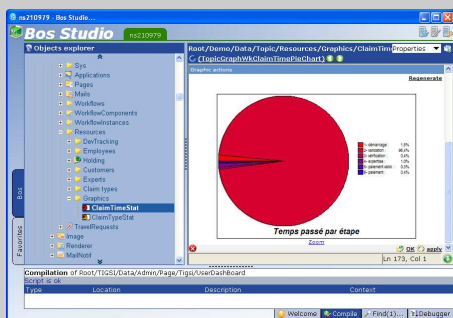 ns210979 - Bos Studio...
Bos Studio
ns210979
Objects explorer
Root/Demo/Data/Topic/Resources/Graphics/ClaimTim
Properties
(TopicGraphWkClaimTimePieChart)
Graphic actions
Regenerate
Sys
Applications
Pages
Mails
Workflows
WorkflowComponents
WorkflowInstances
Resources
DevTracking
Employees
Holding
Customers
Experts
Claim types
Graphics
ClaimTimeStat
ClaimTypeStat
TravelRequests
Image
Renderer
MailNotif
Bos
Favorites
Temps passé par étape
Zoom
OK
apply
Ln 173, Col 1
Compilation of Root/TIGSI/Data/Admin/Page/Tigsi/UserDashBoard
Script is ok
Type Location Description Context
Welcome
Compile
Find(1)...
Debugger